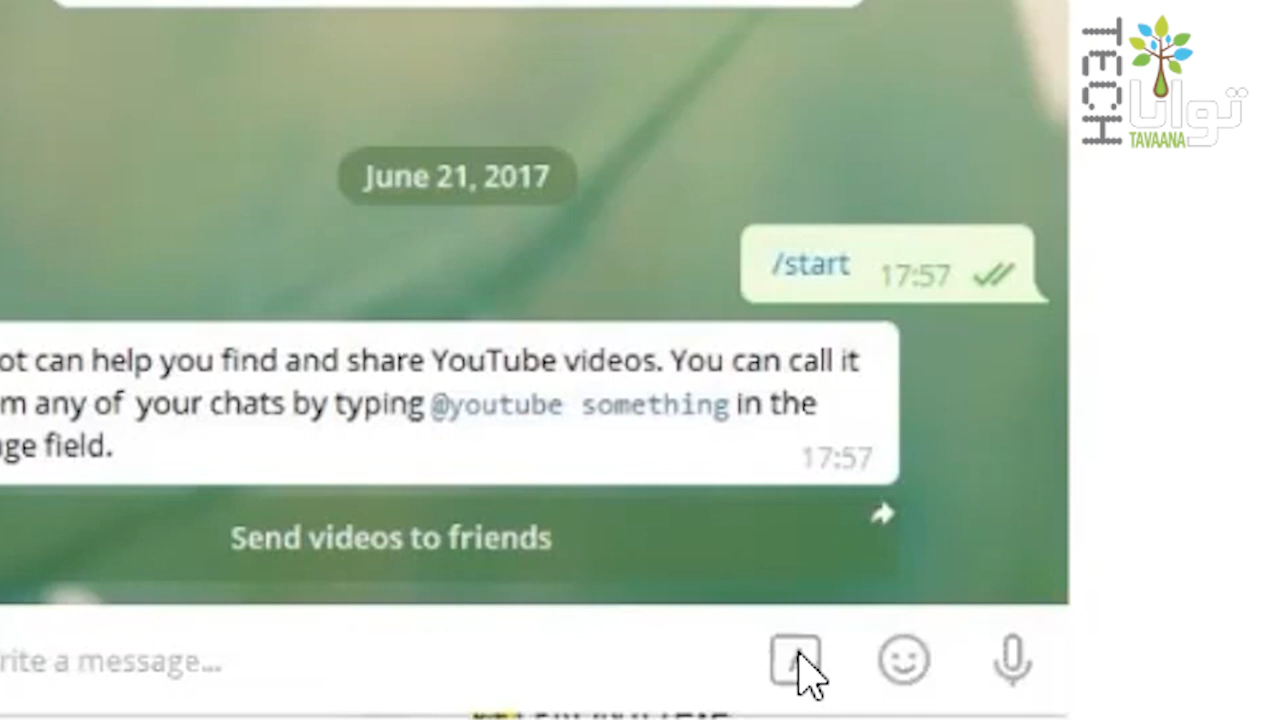 TECH
توانا
TAVAANA
June 21, 2017
/start 17:57
ot can help you find and share YouTube videos. You can call it
m any of your chats by typing @youtube something in the
ge field.
17:57
Send videos to friends
rite a message...